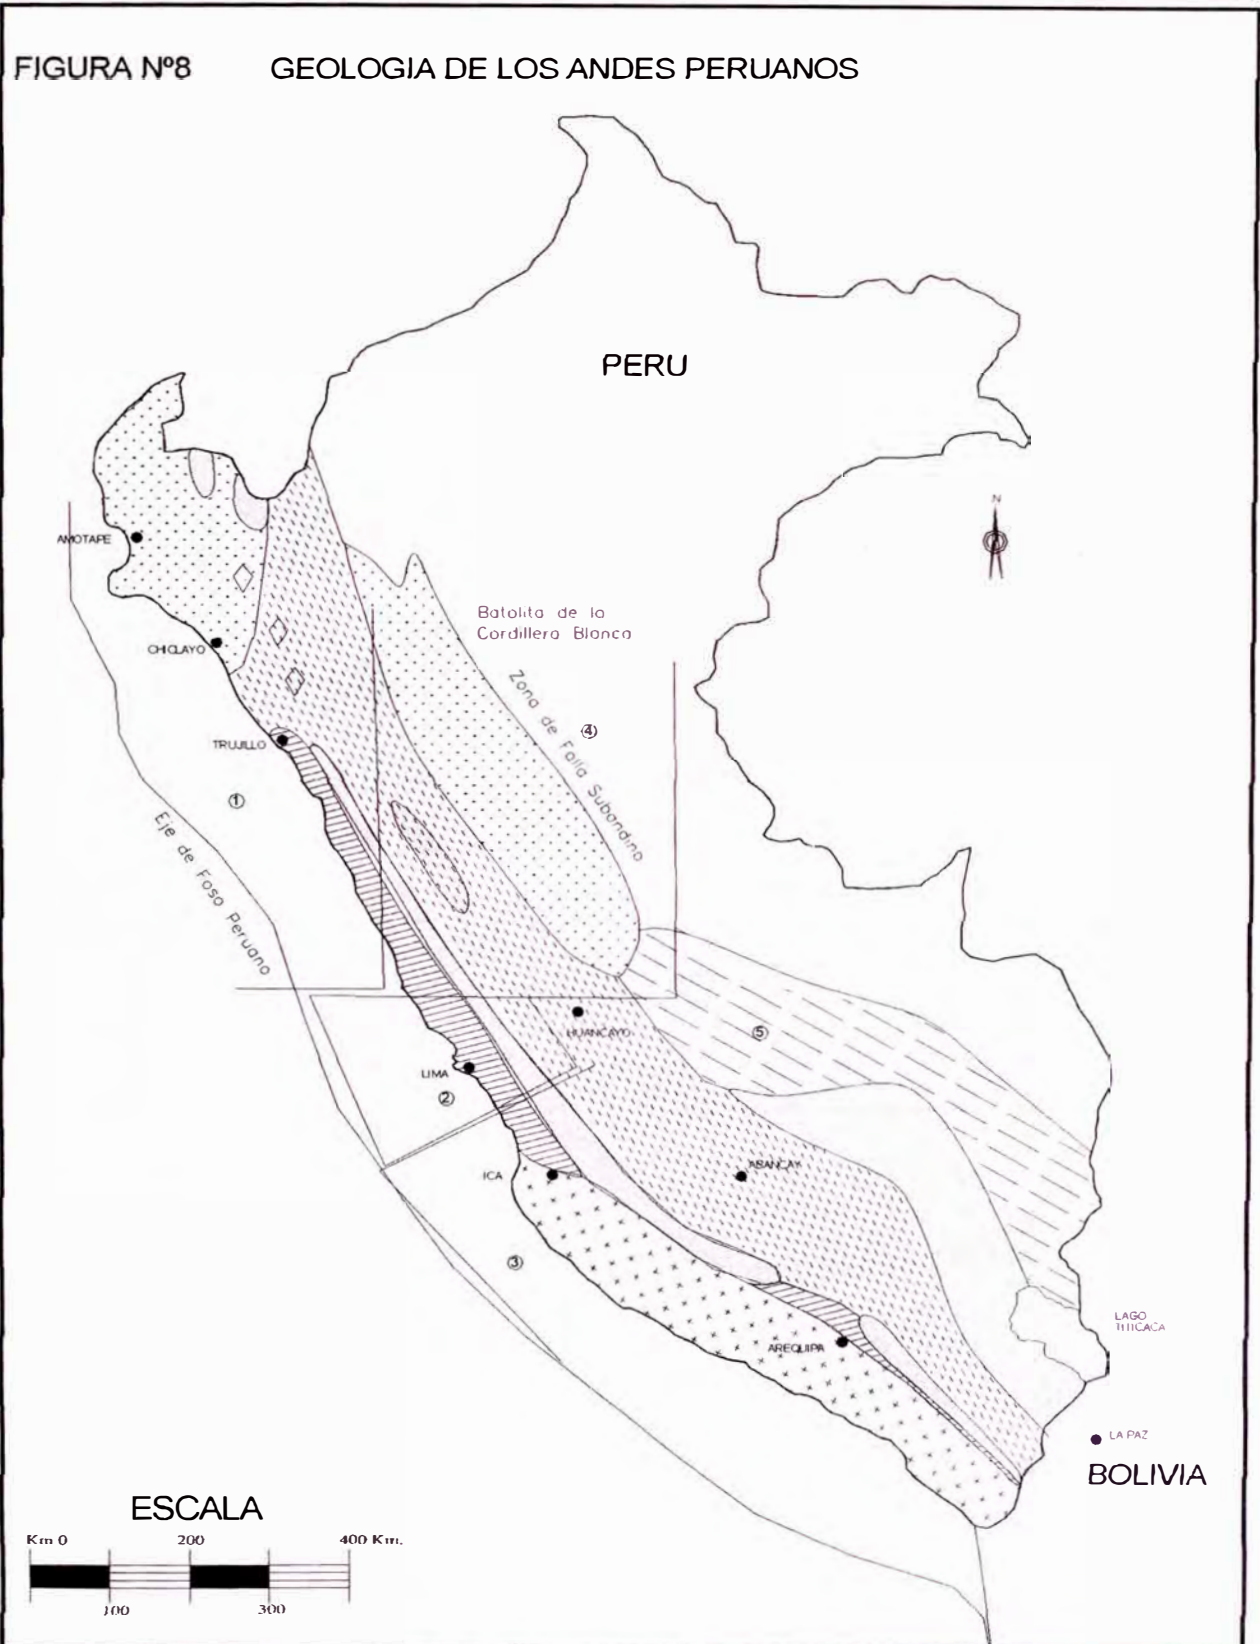 FIGURA Nº8 GEOLOGIA DE LOS ANDES PERUANOS
PERU
N
AMOTAPE
Batolita de la
Cordillera Blanca
CHICLAYO
Zona de Falla Subandino
④
TRUJILLO
①
Eje de Foso Peruano
HUANCAYO
⑤
LIMA
②
ABANCAY
ICA
③
LAGO
TITICACA
AREQUIPA
LA PAZ
BOLIVIA
ESCALA
Km 0 200 400 Km.
100 300